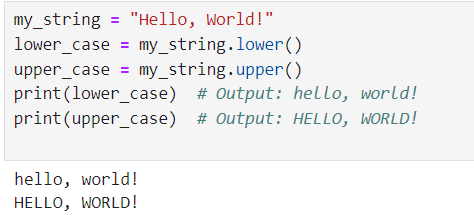 my_string = "Hello, World!"
lower_case = my_string.lower()
upper_case = my_string.upper()
print(lower_case)  # Output: hello, world!
print(upper_case)  # Output: HELLO, WORLD!
hello, world!
HELLO, WORLD!